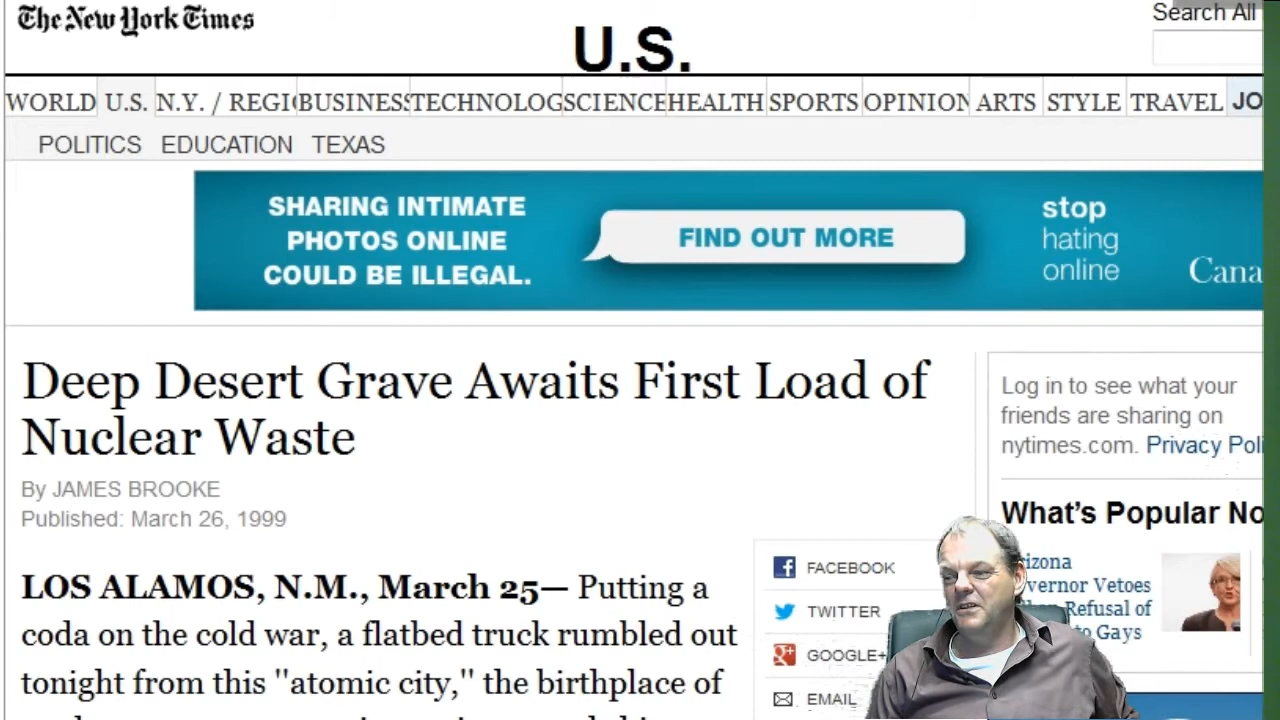 The New York Times
U.S.
Search All
WORLD U.S. N.Y. / REGI BUSINESS TECHNOLOG SCIENCE HEALTH SPORTS OPINION ARTS STYLE TRAVEL JO
POLITICS EDUCATION TEXAS
SHARING INTIMATE
PHOTOS ONLINE
COULD BE ILLEGAL.
FIND OUT MORE
stop
hating
online
Cana
Deep Desert Grave Awaits First Load of
Nuclear Waste
By JAMES BROOKE
Published: March 26, 1999
LOS ALAMOS, N.M., March 25— Putting a
coda on the cold war, a flatbed truck rumbled out
tonight from this "atomic city," the birthplace of
FACEBOOK
TWITTER
GOOGLE+
EMAIL
Log in to see what your
friends are sharing on
nytimes.com. Privacy Poli
What's Popular No
rizona
vernor Vetoes
Refusal of
to Gays